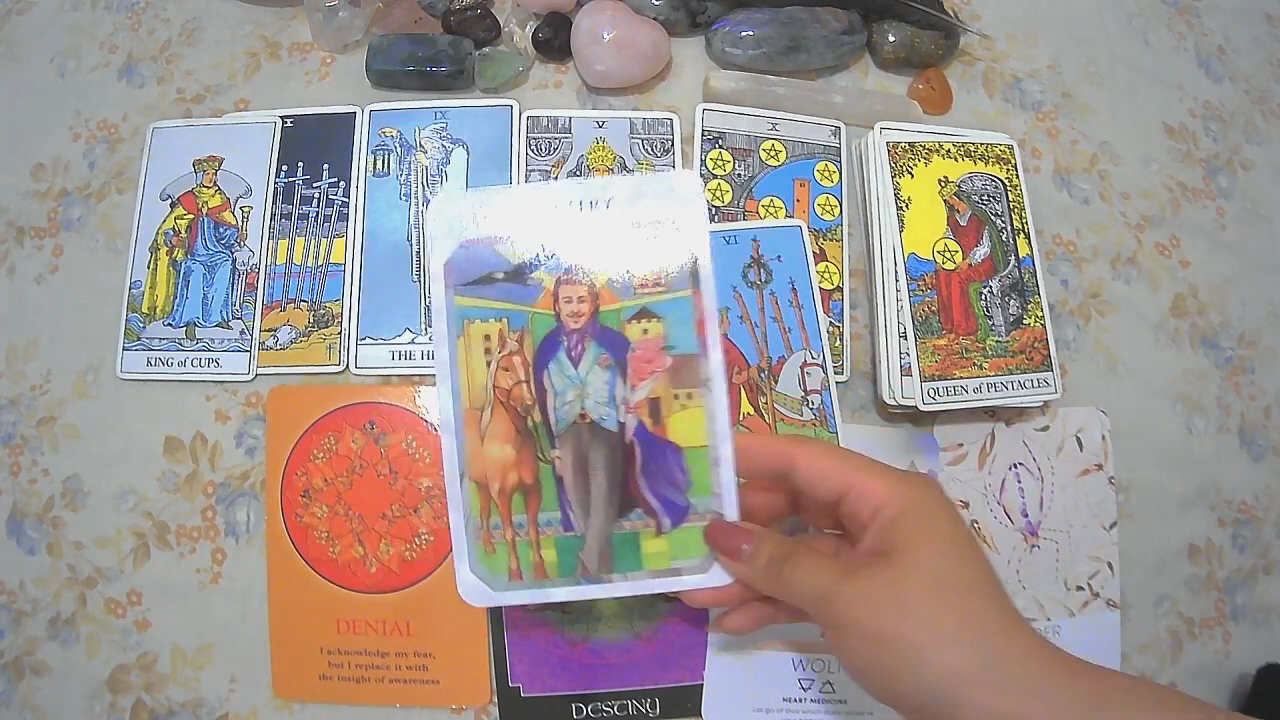 X
IX
V
X
KING of CUPS.
THE HE
VI
QUEEN of PENTACLES.
DENIAL
I acknowledge my fear,
but I replace it with
the insight of awareness
DESTINY
WOL
HEART MEDICINE